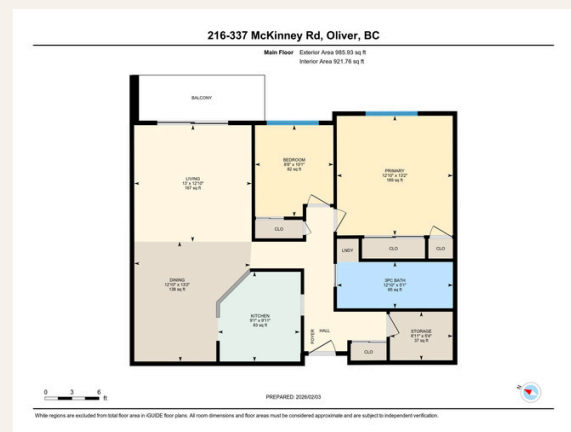 216-337 McKinney Rd, Oliver, BC
Main Floor Exterior Area 985.93 sq ft
Interior Area 921.76 sq ft
BALCONY
LIVING
13' x 12'10"
167 sq ft
BEDROOM
8'8" x 10'1"
82 sq ft
PRIMARY
12'10" x 13'2"
169 sq ft
CLO
LNDY
CLO
CLO
DINING
12'10" x 13'2"
139 sq ft
3PC BATH
12'10" x 5'1"
65 sq ft
KITCHEN
9'1" x 9'11"
83 sq ft
FOYER
HALL
STORAGE
6'11" x 5'4"
37 sq ft
CLO
0 3 6
ft
PREPARED: 2026/02/03
N
White regions are excluded from total floor area in iGUIDE floor plans. All room dimensions and floor areas must be considered approximate and are subject to independent verification.